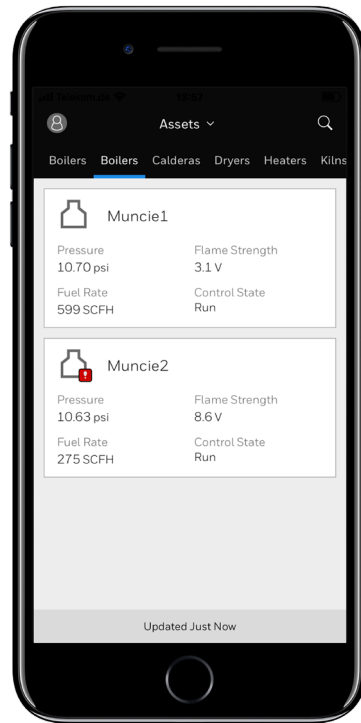 Assets
Boilers Boilers Calderas Dryers Heaters Kilns
Muncie1
Pressure Flame Strength
10.70 psi 3.1 V
Fuel Rate Control State
599 SCFH Run
Muncie2
Pressure Flame Strength
10.63 psi 8.6 V
Fuel Rate Control State
275 SCFH Run
Updated Just Now